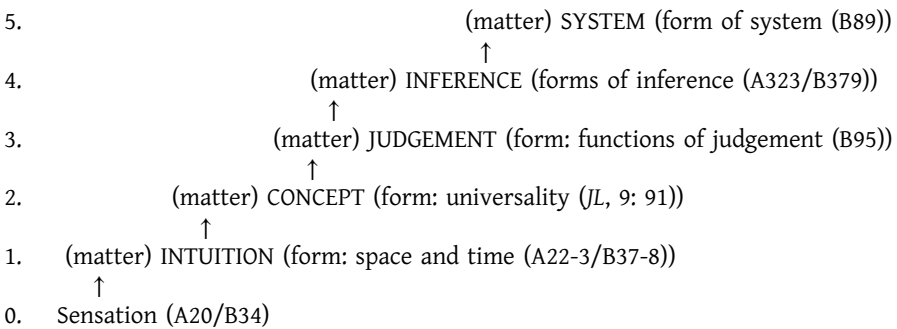 5. (matter) SYSTEM (form of system (B89))
↑
4. (matter) INFERENCE (forms of inference (A323/B379))
↑
3. (matter) JUDGEMENT (form: functions of judgement (B95))
↑
2. (matter) CONCEPT (form: universality (JL, 9: 91))
↑
1. (matter) INTUITION (form: space and time (A22-3/B37-8))
↑
0. Sensation (A20/B34)